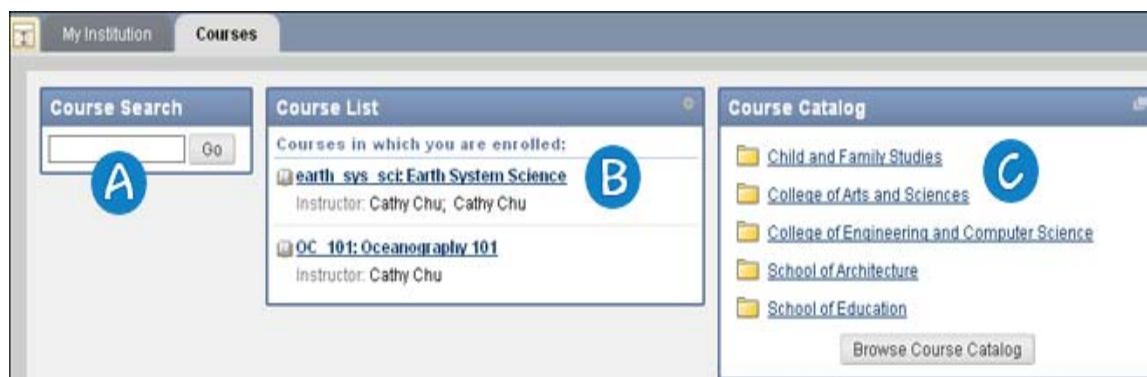 My Institution
Courses
Course Search
Go
A
Course List
Courses in which you are enrolled:
earth_sys_sci: Earth System Science
Instructor: Cathy Chu; Cathy Chu
OC_101: Oceanography 101
Instructor: Cathy Chu
B
Course Catalog
Child and Family Studies
College of Arts and Sciences
College of Engineering and Computer Science
School of Architecture
School of Education
Browse Course Catalog
C